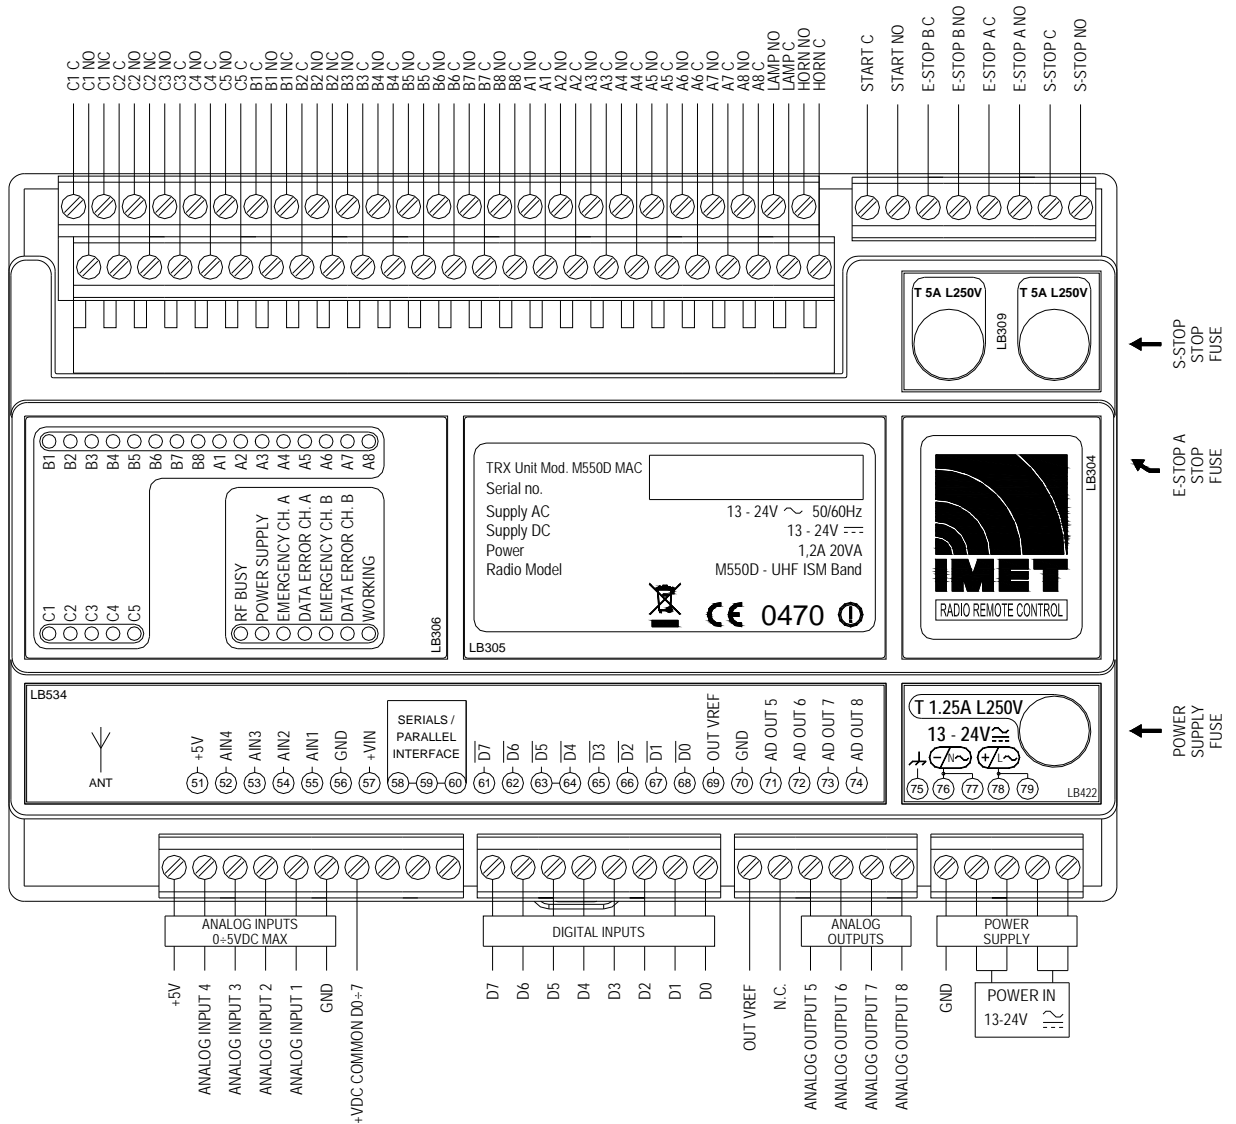 C1 C
C1 NO
C1 NC
C2 C
C2 NO
C2 NC
C3 NO
C3 C
C4 NO
C4 C
C5 NO
C5 C
B1 C
B1 NO
B1 NC
B2 C
B2 NO
B2 NC
B3 NO
B3 C
B4 NO
B4 C
B5 NO
B5 C
B6 NO
B6 C
B7 NO
B7 C
B8 NO
B8 C
A1 NO
A1 C
A2 NO
A2 C
A3 NO
A3 C
A4 NO
A4 C
A5 NO
A5 C
A6 NO
A6 C
A7 NO
A7 C
A8 NO
A8 C
LAMP NO
LAMP C
HORN NO
HORN C
START C
START NO
E-STOP B C
E-STOP B NO
E-STOP A C
E-STOP A NO
S-STOP C
S-STOP NO
T 5A L250V
LB309
T 5A L250V
S-STOP
STOP
FUSE
E-STOP A
STOP
FUSE
B1
B2
B3
B4
B5
B6
B7
B8
A1
A2
A3
A4
A5
A6
A7
A8
C1
C2
C3
C4
C5
RF BUSY
POWER SUPPLY
EMERGENCY CH. A
DATA ERROR CH. A
EMERGENCY CH. B
DATA ERROR CH. B
WORKING
LB306
TRX Unit Mod. M550D MAC
Serial no.
Supply AC 13 - 24V ~ 50/60Hz
Supply DC 13 - 24V ⎓
Power 1,2A 20VA
Radio Model M550D - UHF ISM Band
CE 0470
LB305
LB304
IMET
RADIO REMOTE CONTROL
LB534
ANT
+5V
AIN4
AIN3
AIN2
AIN1
GND
+VIN
SERIALS /
PARALLEL
INTERFACE
D7
D6
D5
D4
D3
D2
D1
D0
OUT VREF
GND
AD OUT 5
AD OUT 6
AD OUT 7
AD OUT 8
51 52 53 54 55 56 57 58 59 60 61 62 63 64 65 66 67 68 69 70 71 72 73 74
T 1.25A L250V
13 - 24V
-/N~ +/L~
75 76 77 78 79
LB422
POWER
SUPPLY
FUSE
ANALOG INPUTS
0÷5VDC MAX
DIGITAL INPUTS
ANALOG
OUTPUTS
POWER
SUPPLY
+5V
ANALOG INPUT 4
ANALOG INPUT 3
ANALOG INPUT 2
ANALOG INPUT 1
GND
+VDC COMMON D0÷7
D7
D6
D5
D4
D3
D2
D1
D0
OUT VREF
N.C.
ANALOG OUTPUT 5
ANALOG OUTPUT 6
ANALOG OUTPUT 7
ANALOG OUTPUT 8
GND
POWER IN
13-24V